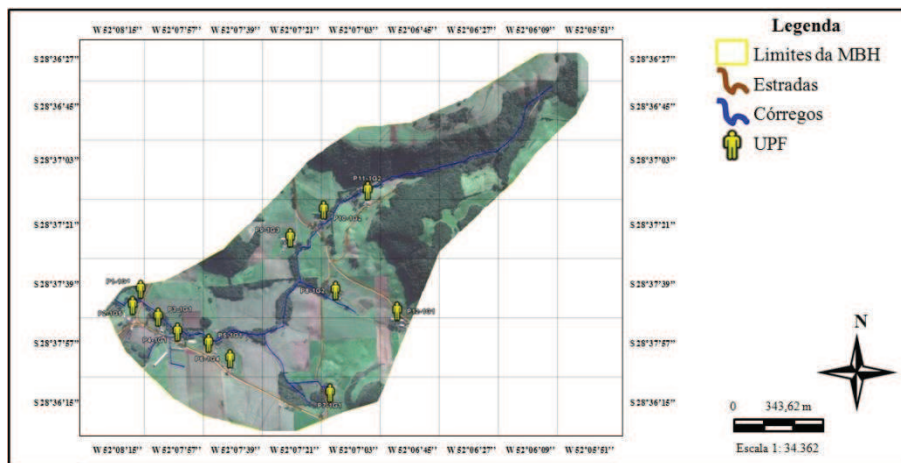 W 52°08'15'' W 52°07'57'' W 52°07'39'' W 52°07'21'' W 52°07'03'' W 52°06'45'' W 52°06'27'' W 52°06'09'' W 52°05'51''
Legenda
Limites da MBH
Estradas
Córregos
UPF
S 28°36'27'' S 28°36'27''
S 28°36'45'' S 28°36'45''
S 28°37'03'' S 28°37'03''
S 28°37'21'' S 28°37'21''
S 28°37'39'' S 28°37'39''
S 28°37'57'' S 28°37'57''
S 28°36'15'' S 28°36'15''
P11-1G2
N
0 343,62 m
Escala 1: 34.362
W 52°08'15'' W 52°07'57'' W 52°07'39'' W 52°07'21'' W 52°07'03'' W 52°06'45'' W 52°06'27'' W 52°06'09'' W 52°05'51''